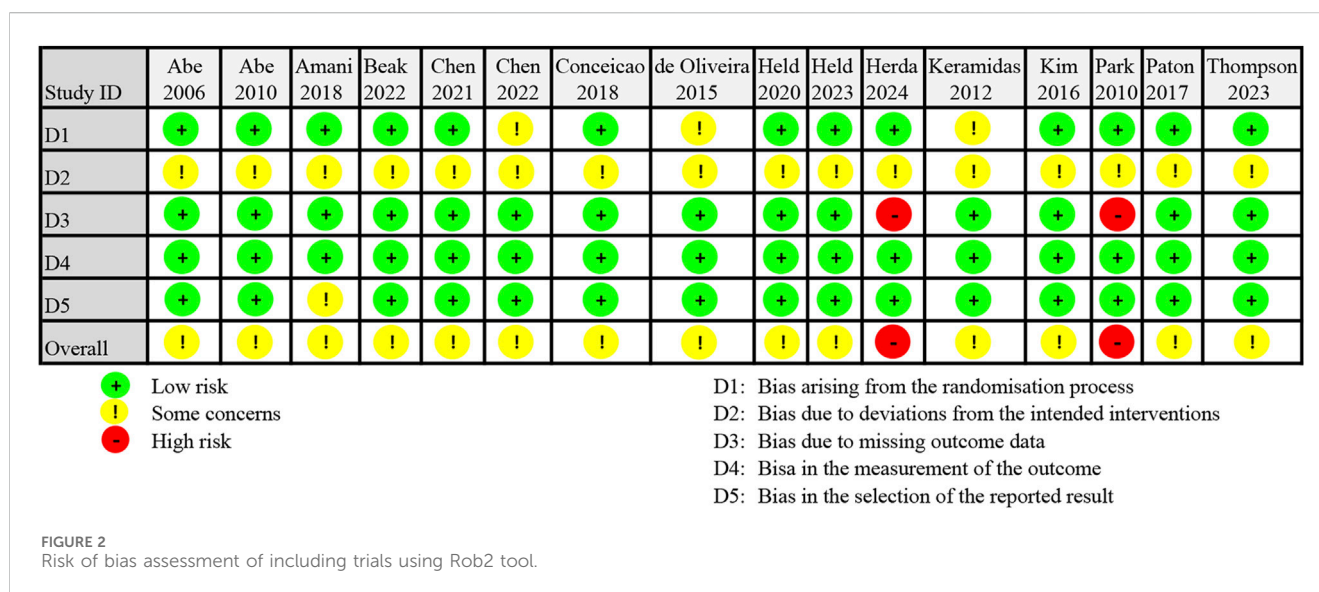 Study ID Abe 2006 Abe 2010 Amani 2018 Beak 2022 Chen 2021 Chen 2022 Conceicao 2018 de Oliveira 2015 Held 2020 Held 2023 Herda 2024 Keramidas 2012 Kim 2016 Park 2010 Paton 2017 Thompson 2023
D1 + + + + + ! + ! + + + ! + + + +
D2 ! ! ! ! ! ! ! ! ! ! ! ! ! ! ! !
D3 + + + + + + + + + + - + + - + +
D4 + + + + + + + + + + + + + + + +
D5 + + ! + + + + + + + + + + + + +
Overall ! ! ! ! ! ! ! ! ! ! - ! ! - ! !
+ Low risk
! Some concerns
- High risk
D1: Bias arising from the randomisation process
D2: Bias due to deviations from the intended interventions
D3: Bias due to missing outcome data
D4: Bisa in the measurement of the outcome
D5: Bias in the selection of the reported result
FIGURE 2
Risk of bias assessment of including trials using Rob2 tool.